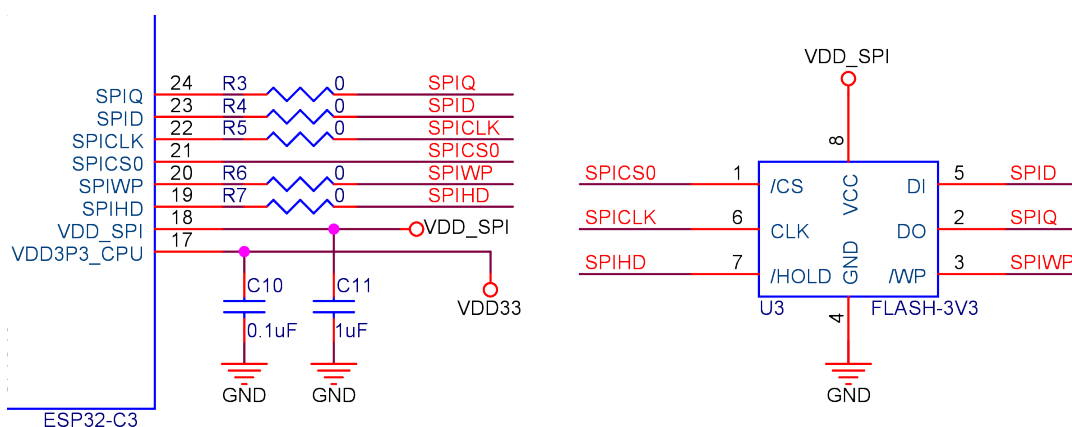 VDD_SPI
24 R3 0 SPIQ
SPIQ
23 R4 0 SPID
SPID
22 R5 0 SPICLK
SPICLK
21 SPICS0
SPICS0
20 R6 0 SPIWP
SPIWP
19 R7 0 SPIHD
SPIHD
18
VDD_SPI VDD_SPI
17
VDD3P3_CPU
C10 C11
VDD33
0.1uF 1uF
GND GND
ESP32-C3
8
SPICS0 1 /CS VCC DI 5 SPID
SPICLK 6 CLK DO 2 SPIQ
SPIHD 7 /HOLD GND /WP 3 SPIWP
U3 FLASH-3V3
4
GND